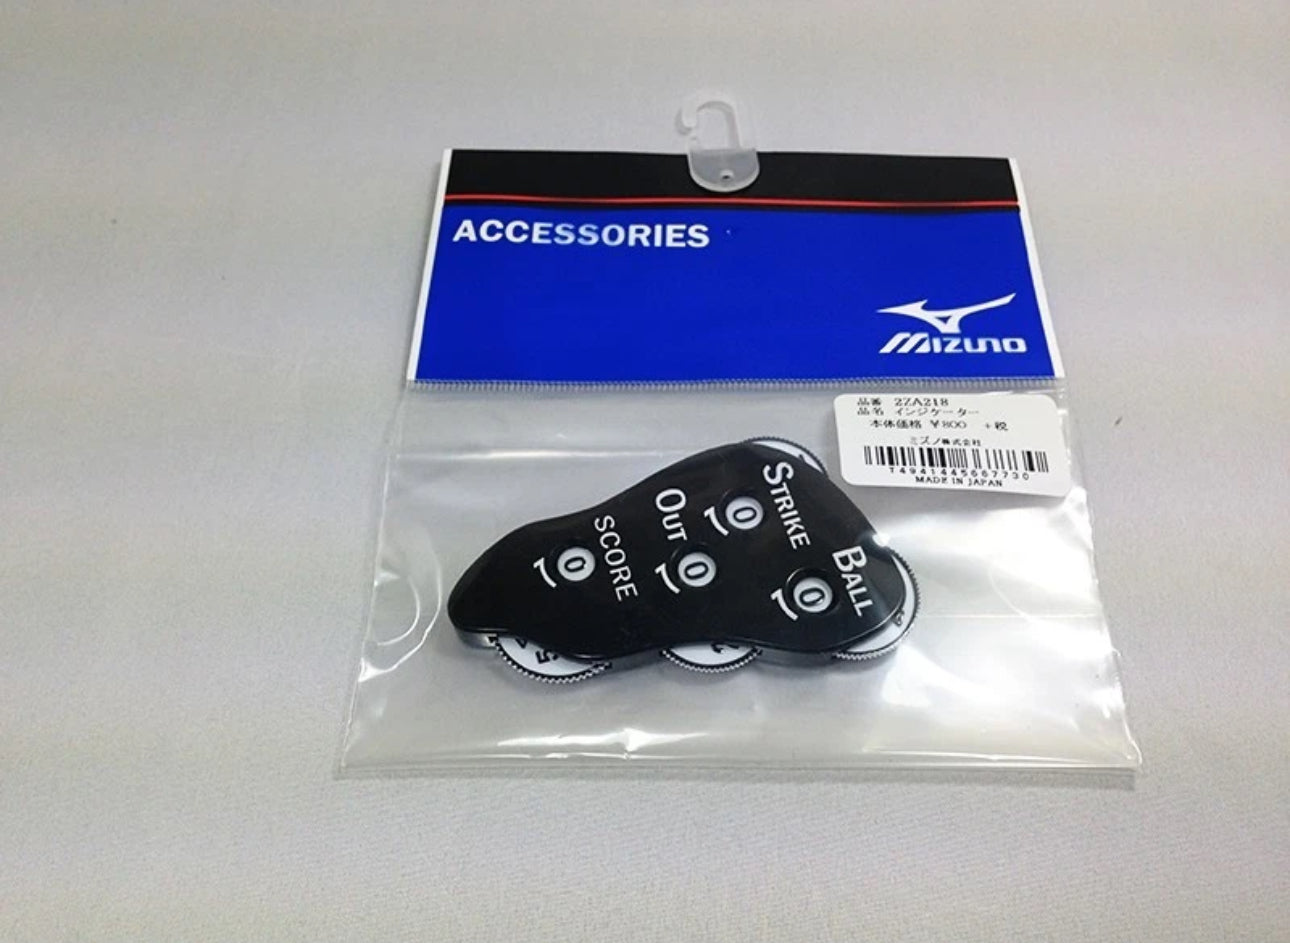 ACCESSORIES
MIZUNO
品番 2ZA218
品名 インジケーター
本体価格 ¥800 +税
ミズノ株式会社
MADE IN JAPAN
STRIKE
0
OUT
0
SCORE
0
BALL
0
5
2